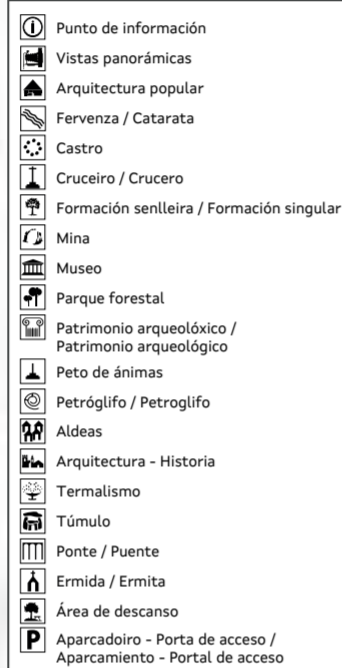 Punto de información
Vistas panorámicas
Arquitectura popular
Fervenza / Catarata
Castro
Cruceiro / Crucero
Formación senlleira / Formación singular
Mina
Museo
Parque forestal
Patrimonio arqueolóxico /
Patrimonio arqueológico
Peto de ánimas
Petróglifo / Petroglifo
Aldeas
Arquitectura - Historia
Termalismo
Túmulo
Ponte / Puente
Ermida / Ermita
Área de descanso
P Aparcadoiro - Porta de acceso /
Aparcamiento - Portal de acceso